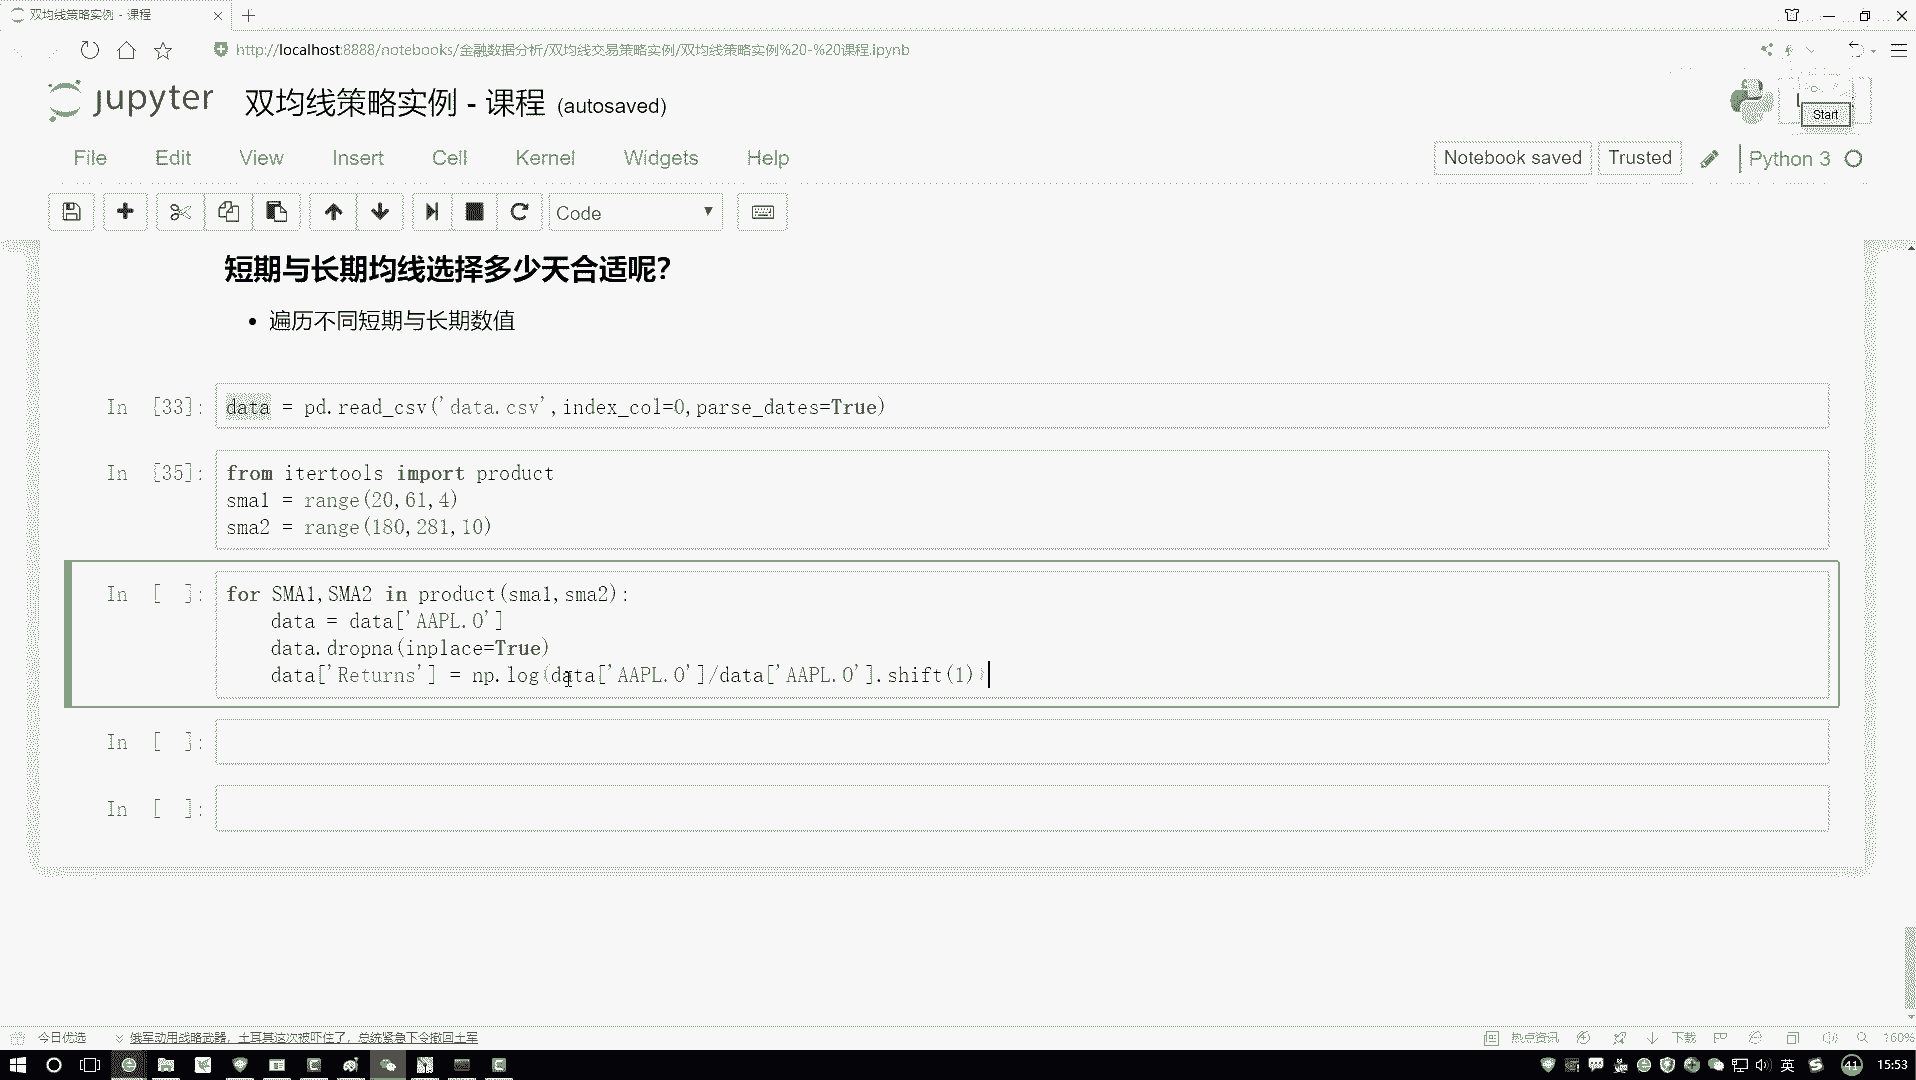 双均线策略实例 - 课程
http://localhost:8888/notebooks/金融数据分析/双均线交易策略实例/双均线策略实例%20-%20课程.ipynb
jupyter 双均线策略实例 - 课程 (autosaved)
Start
File Edit View Insert Cell Kernel Widgets Help
Notebook saved Trusted Python 3
Code
短期与长期均线选择多少天合适呢?
• 遍历不同短期与长期数值
In [33]: data = pd.read_csv('data.csv',index_col=0,parse_dates=True)
In [35]: from itertools import product
sma1 = range(20,61,4)
sma2 = range(180,281,10)
In [ ]: for SMA1,SMA2 in product(sma1,sma2):
data = data['AAPL.O']
data.dropna(inplace=True)
data['Returns'] = np.log(data['AAPL.O']/data['AAPL.O'].shift(1))
In [ ]:
In [ ]:
今日优选 俄军动用战略武器，土耳其这次被吓住了，总统紧急下令撤回土军 热点资讯 下载 160%
英 41 15:53